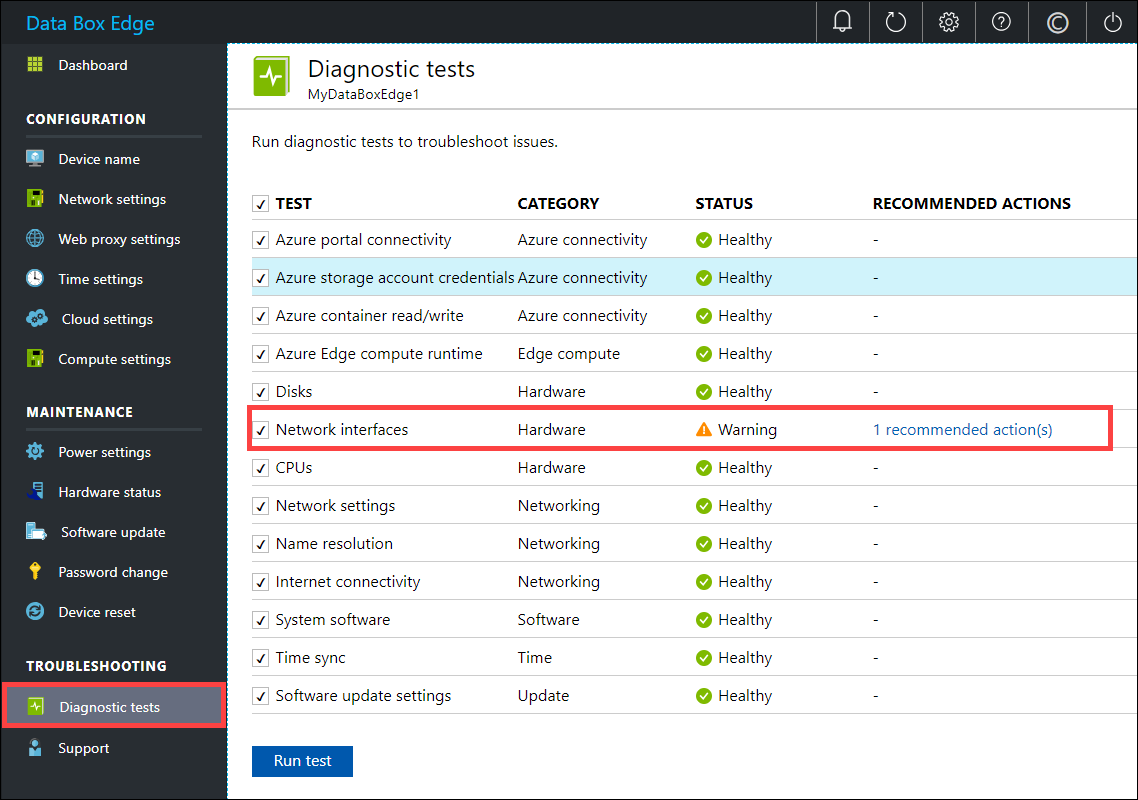 Data Box Edge
Dashboard
CONFIGURATION
Device name
Network settings
Web proxy settings
Time settings
Cloud settings
Compute settings
MAINTENANCE
Power settings
Hardware status
Software update
Password change
Device reset
TROUBLESHOOTING
Diagnostic tests
Support
Diagnostic tests
MyDataBoxEdge1
Run diagnostic tests to troubleshoot issues.
TEST CATEGORY STATUS RECOMMENDED ACTIONS
Azure portal connectivity Azure connectivity Healthy -
Azure storage account credentials Azure connectivity Healthy -
Azure container read/write Azure connectivity Healthy -
Azure Edge compute runtime Edge compute Healthy -
Disks Hardware Healthy -
Network interfaces Hardware Warning 1 recommended action(s)
CPUs Hardware Healthy -
Network settings Networking Healthy -
Name resolution Networking Healthy -
Internet connectivity Networking Healthy -
System software Software Healthy -
Time sync Time Healthy -
Software update settings Update Healthy -
Run test